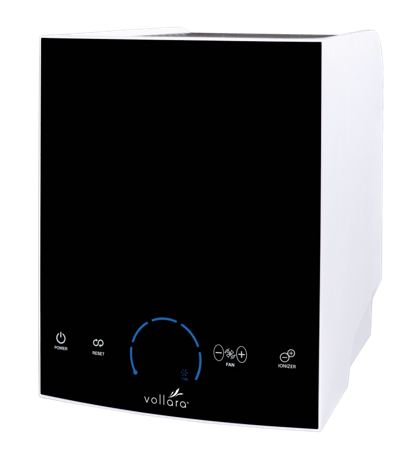 POWER
RESET
FAN
IONIZER
vollara